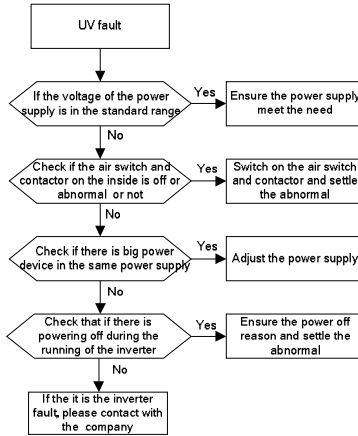 UV fault
If the voltage of the power
supply is in the standard range
Yes
Ensure the power supply
meet the need
No
Check if the air switch and
contactor on the inside is off or
abnormal or not
Yes
Switch on the air switch
and contactor and settle
the abnormal
No
Check if there is big power
device in the same power supply
Yes
Adjust the power supply
No
Check that if there is
powering off during the
running of the inverter
Yes
Ensure the power off
reason and settle the
abnormal
No
If the it is the inverter
fault, please contact with
the company